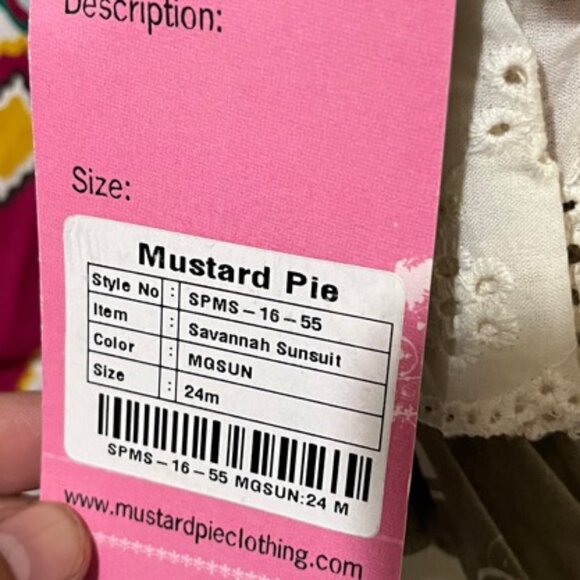 Description:
Size:
Mustard Pie
Style No : SPMS-16-55
Item : Savannah Sunsuit
Color : MGSUN
Size : 24m
SPMS-16-55 MGSUN:24 M
www.mustardpieclothing.com